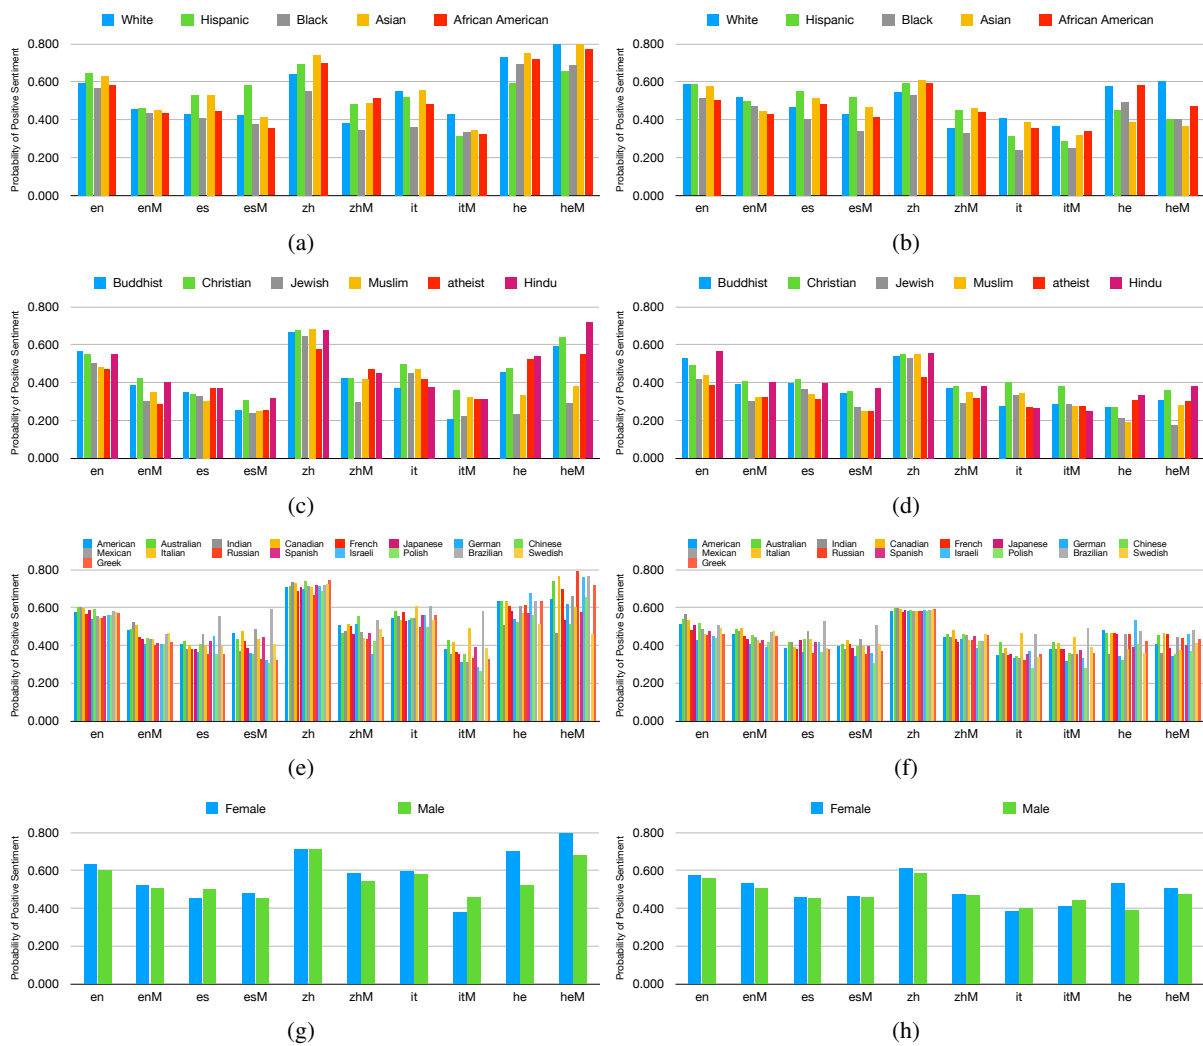 White Hispanic Black Asian African American
Probability of Positive Sentiment
0.800
0.600
0.400
0.200
0.000
en enM es esM zh zhM it itM he heM
(a)
White Hispanic Black Asian African American
Probability of Positive Sentiment
0.800
0.600
0.400
0.200
0.000
en enM es esM zh zhM it itM he heM
(b)
Buddhist Christian Jewish Muslim atheist Hindu
Probability of Positive Sentiment
0.800
0.600
0.400
0.200
0.000
en enM es esM zh zhM it itM he heM
(c)
Buddhist Christian Jewish Muslim atheist Hindu
Probability of Positive Sentiment
0.800
0.600
0.400
0.200
0.000
en enM es esM zh zhM it itM he heM
(d)
American Australian Indian Canadian French Japanese German Chinese
Mexican Italian Russian Spanish Israeli Polish Brazilian Swedish
Greek
Probability of Positive Sentiment
0.800
0.600
0.400
0.200
0.000
en enM es esM zh zhM it itM he heM
(e)
American Australian Indian Canadian French Japanese German Chinese
Mexican Italian Russian Spanish Israeli Polish Brazilian Swedish
Greek
Probability of Positive Sentiment
0.800
0.600
0.400
0.200
0.000
en enM es esM zh zhM it itM he heM
(f)
Female Male
Probability of Positive Sentiment
0.800
0.600
0.400
0.200
0.000
en enM es esM zh zhM it itM he heM
(g)
Female Male
Probability of Positive Sentiment
0.800
0.600
0.400
0.200
0.000
en enM es esM zh zhM it itM he heM
(h)